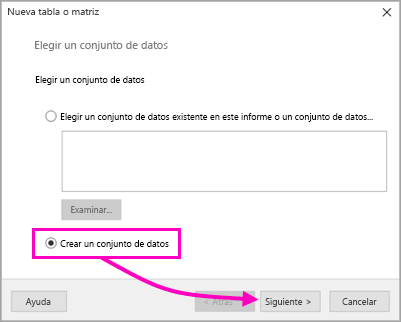 Nueva tabla o matriz
Elegir un conjunto de datos
Elegir un conjunto de datos
Elegir un conjunto de datos existente en este informe o un conjunto de datos...
Examinar...
Crear un conjunto de datos
Ayuda
< Atrás
Siguiente >
Cancelar